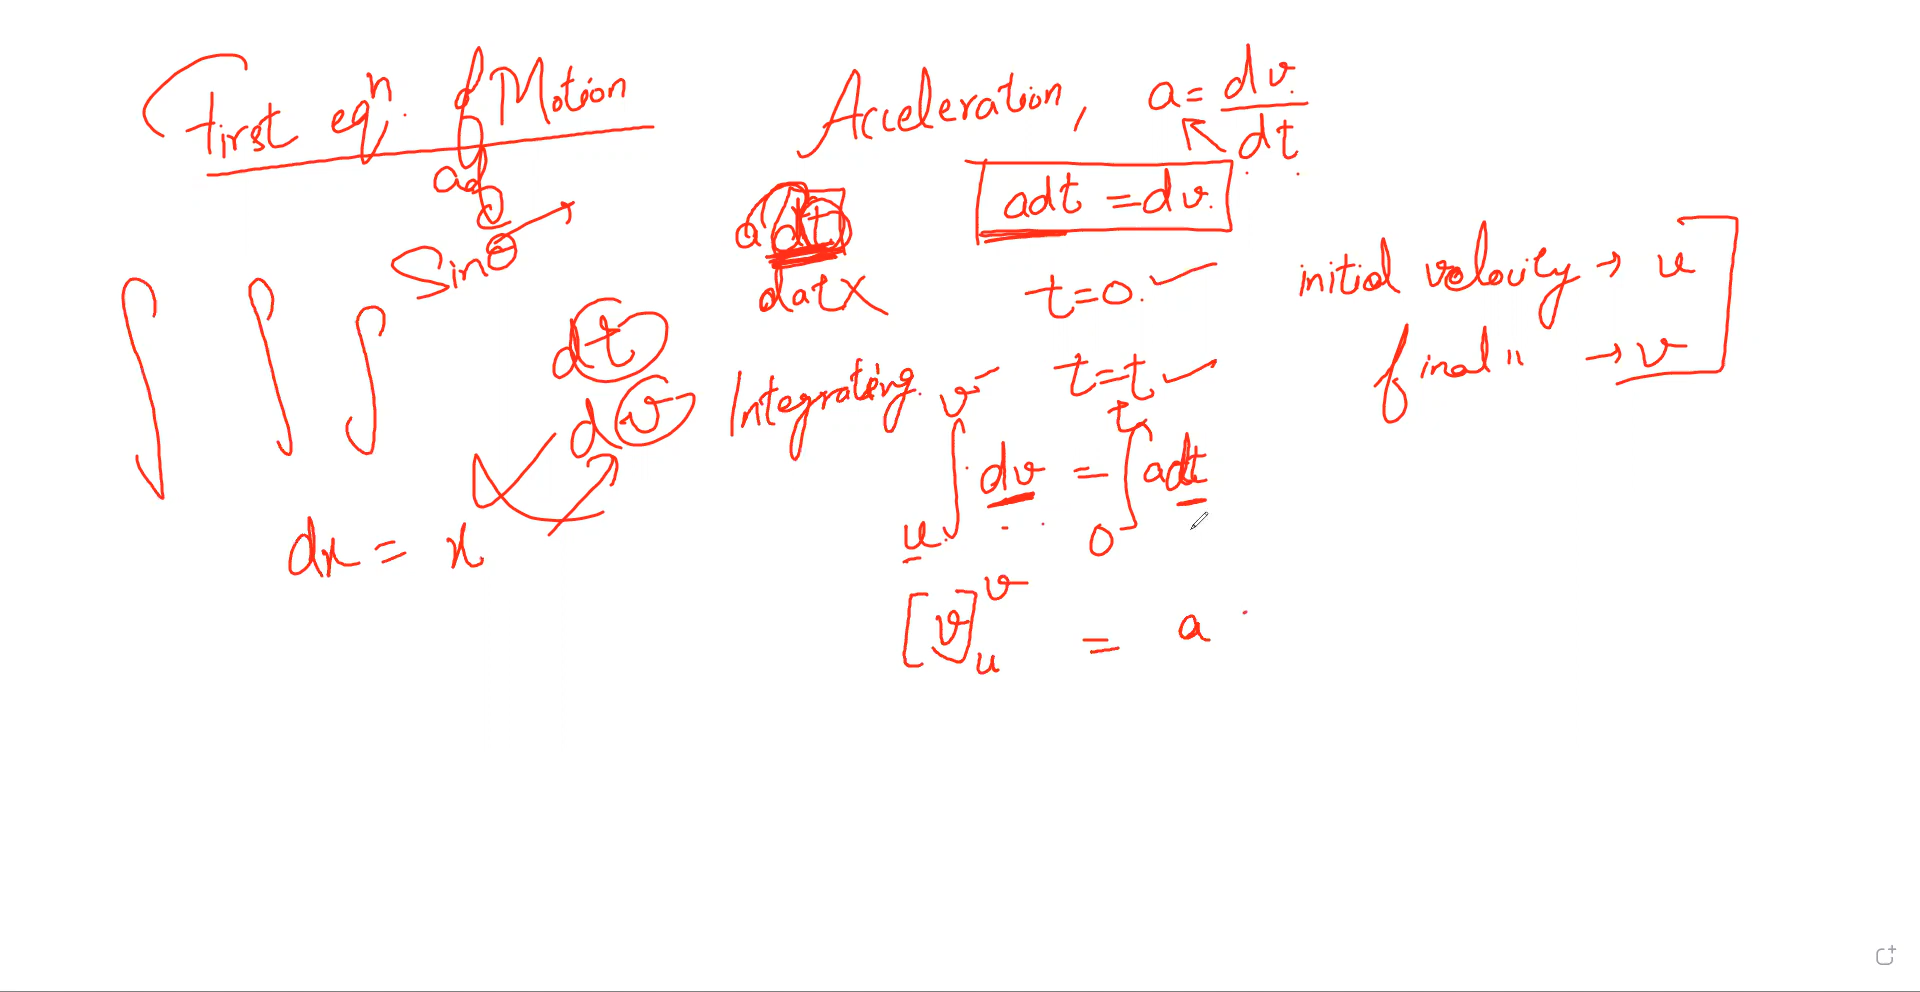 First eqn. of Motion
Acceleration, a = dv/dt
ad
Sinθ
a dt
adt = dv.
datX
t=0.
initial velocity → u
final " → v
dt
dv
Integrating
t=t
∫ ∫ ∫
v t
∫ dv = ∫ adt
u 0
dx = x
[v]
v
u
= a